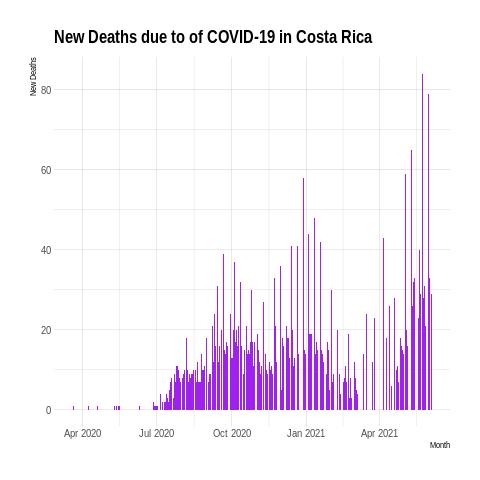 New Deaths due to of COVID-19 in Costa Rica
New Deaths
80
60
40
20
0
Apr 2020 Jul 2020 Oct 2020 Jan 2021 Apr 2021
Month